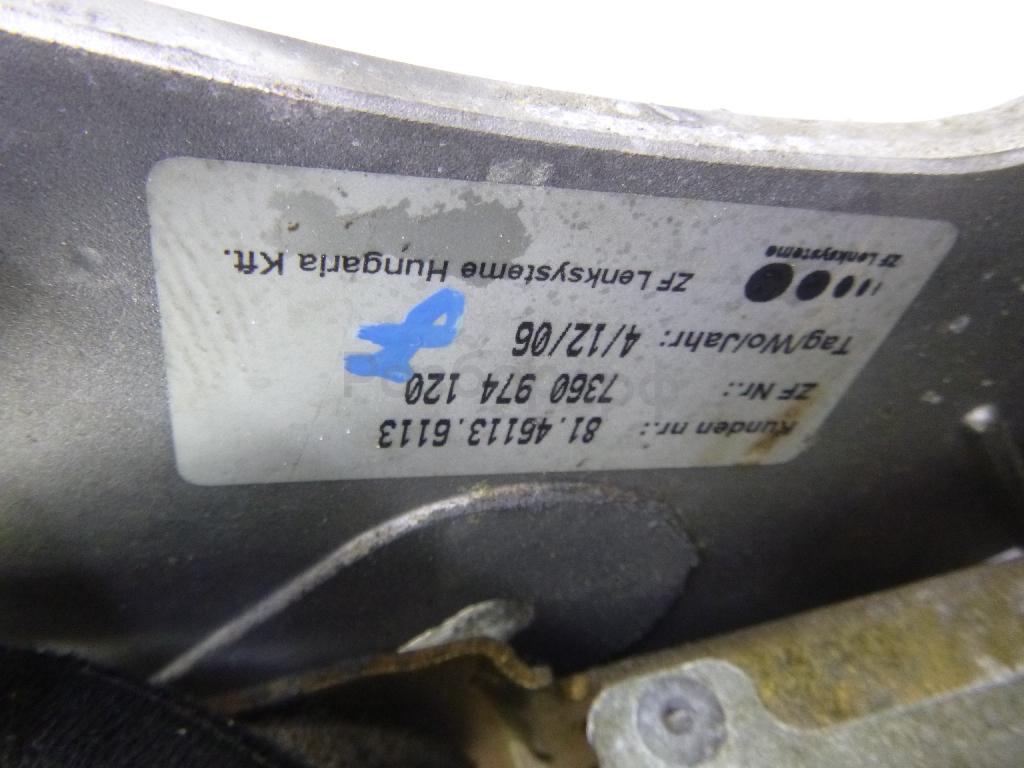 ZF Lenksysteme
ZF Lenksysteme Hungaria Kft.
Tag/Wo/Jahr: 4/12/06
ZF Nr.: 7360 974 120
Kunden nr.: 81.46113.6113